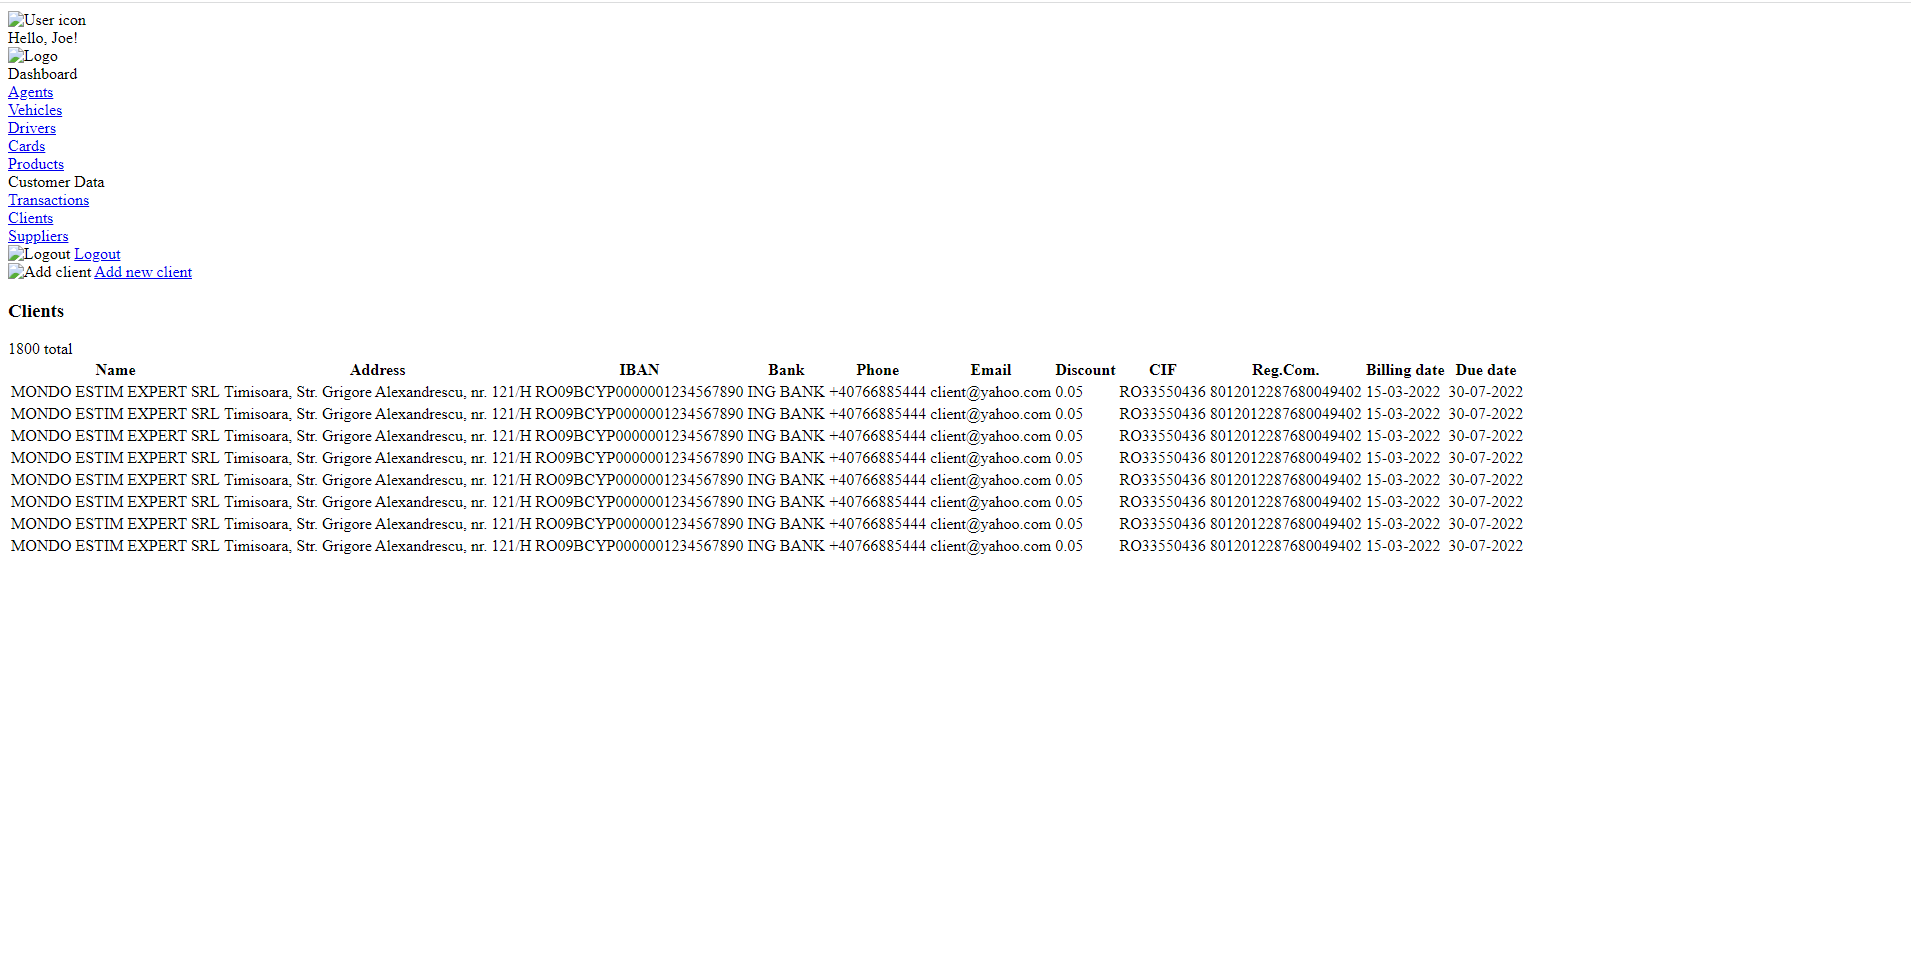 User icon
Hello, Joe!
Logo
Dashboard
Agents
Vehicles
Drivers
Cards
Products
Customer Data
Transactions
Clients
Suppliers
Logout Logout
Add client Add new client
Clients
1800 total
Name Address IBAN Bank Phone Email Discount CIF Reg.Com. Billing date Due date
MONDO ESTIM EXPERT SRL Timisoara, Str. Grigore Alexandrescu, nr. 121/H RO09BCYP0000001234567890 ING BANK +40766885444 client@yahoo.com 0.05 RO33550436 8012012287680049402 15-03-2022 30-07-2022
MONDO ESTIM EXPERT SRL Timisoara, Str. Grigore Alexandrescu, nr. 121/H RO09BCYP0000001234567890 ING BANK +40766885444 client@yahoo.com 0.05 RO33550436 8012012287680049402 15-03-2022 30-07-2022
MONDO ESTIM EXPERT SRL Timisoara, Str. Grigore Alexandrescu, nr. 121/H RO09BCYP0000001234567890 ING BANK +40766885444 client@yahoo.com 0.05 RO33550436 8012012287680049402 15-03-2022 30-07-2022
MONDO ESTIM EXPERT SRL Timisoara, Str. Grigore Alexandrescu, nr. 121/H RO09BCYP0000001234567890 ING BANK +40766885444 client@yahoo.com 0.05 RO33550436 8012012287680049402 15-03-2022 30-07-2022
MONDO ESTIM EXPERT SRL Timisoara, Str. Grigore Alexandrescu, nr. 121/H RO09BCYP0000001234567890 ING BANK +40766885444 client@yahoo.com 0.05 RO33550436 8012012287680049402 15-03-2022 30-07-2022
MONDO ESTIM EXPERT SRL Timisoara, Str. Grigore Alexandrescu, nr. 121/H RO09BCYP0000001234567890 ING BANK +40766885444 client@yahoo.com 0.05 RO33550436 8012012287680049402 15-03-2022 30-07-2022
MONDO ESTIM EXPERT SRL Timisoara, Str. Grigore Alexandrescu, nr. 121/H RO09BCYP0000001234567890 ING BANK +40766885444 client@yahoo.com 0.05 RO33550436 8012012287680049402 15-03-2022 30-07-2022
MONDO ESTIM EXPERT SRL Timisoara, Str. Grigore Alexandrescu, nr. 121/H RO09BCYP0000001234567890 ING BANK +40766885444 client@yahoo.com 0.05 RO33550436 8012012287680049402 15-03-2022 30-07-2022